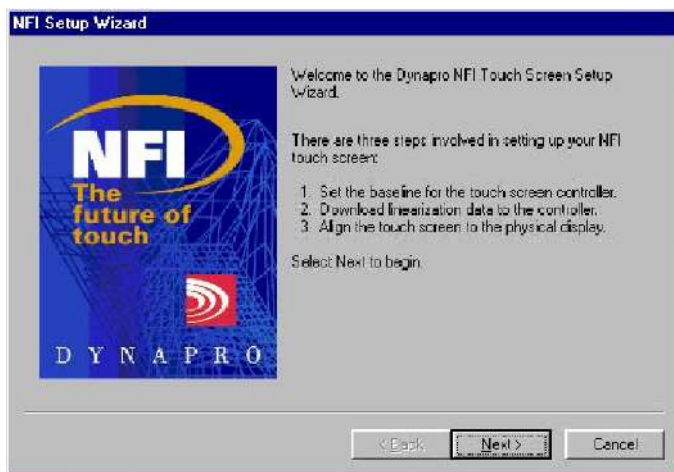 NFI Setup Wizard
NFI
The
future of
touch
DYNAPRO
Welcome to the Dynapro NFI Touch Screen Setup
Wizard.
There are three steps involved in setting up your NFI
touch screen:
1. Set the baseline for the touch screen controller.
2. Download linearization data to the controller.
3. Align the touch screen to the physical display.
Select Next to begin.
< Back
Next >
Cancel